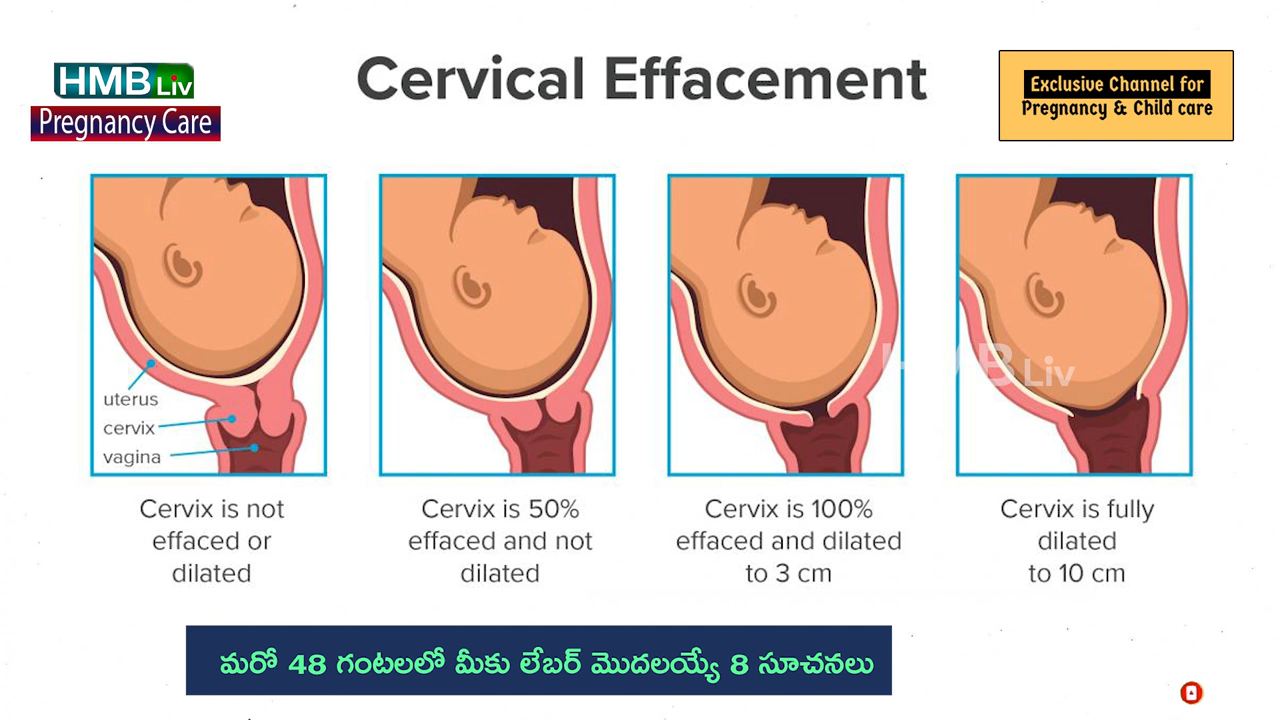 Cervical Effacement
HMB Liv
Pregnancy Care
Exclusive Channel for
Pregnancy & Child care
uterus
cervix
vagina
HMB Liv
Cervix is not
effaced or
dilated
Cervix is 50%
effaced and not
dilated
Cervix is 100%
effaced and dilated
to 3 cm
Cervix is fully
dilated
to 10 cm
మరో 48 గంటలలో మీకు లేబర్ మొదలయ్యే 8 సూచనలు